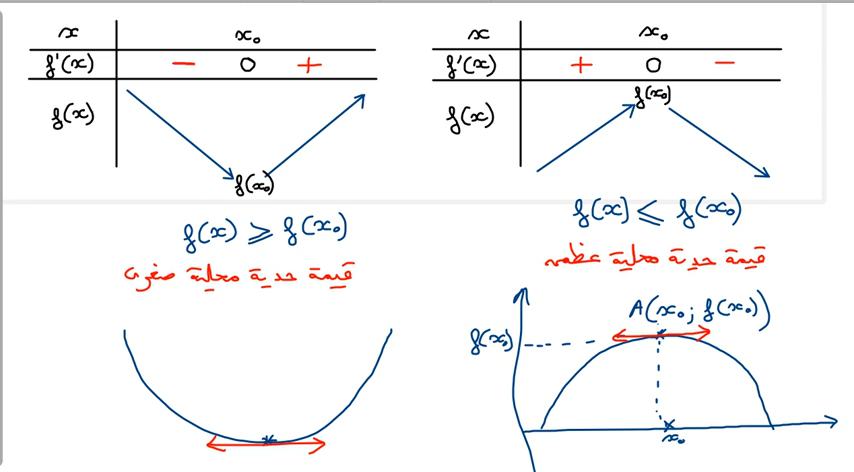 x x₀
f'(x) − 0 +
f(x)
f(x₀)
f(x) ⩾ f(x₀)
قيمة حدية محلية صغرى
x x₀
f'(x) + 0 −
f(x₀)
f(x)
f(x) ⩽ f(x₀)
قيمة حدية محلية عظمى
A(x₀; f(x₀))
f(x₀)
x₀